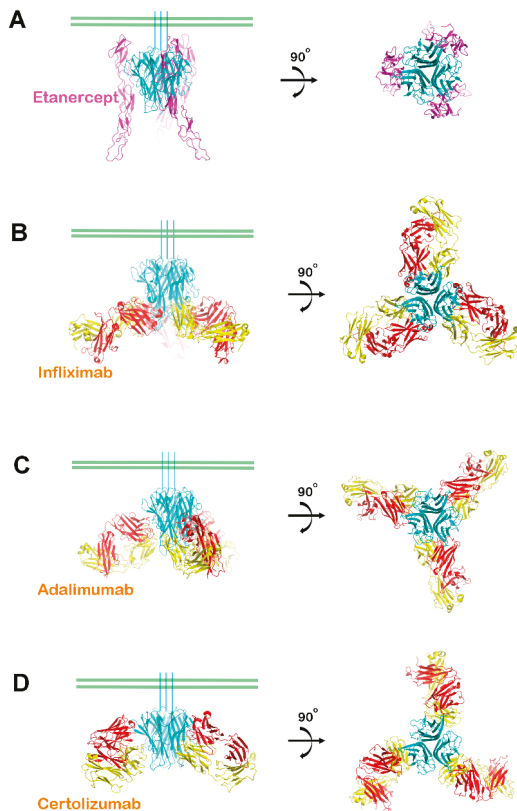 A
Etanercept
90°
B
Infliximab
90°
C
Adalimumab
90°
D
Certolizumab
90°